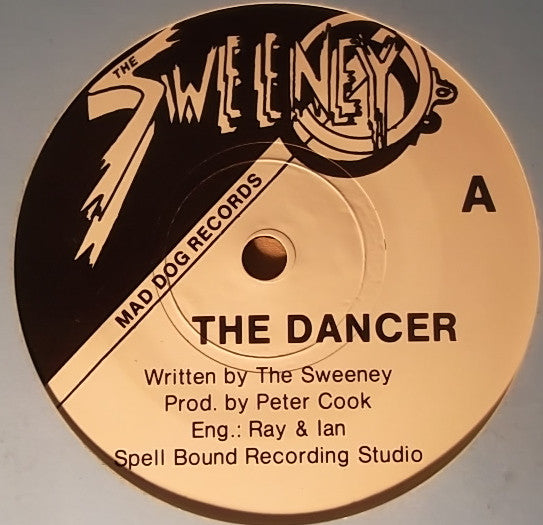 THE
SWEENEY
MAD DOG RECORDS
A
THE DANCER
Written by The Sweeney
Prod. by Peter Cook
Eng.: Ray & Ian
Spell Bound Recording Studio